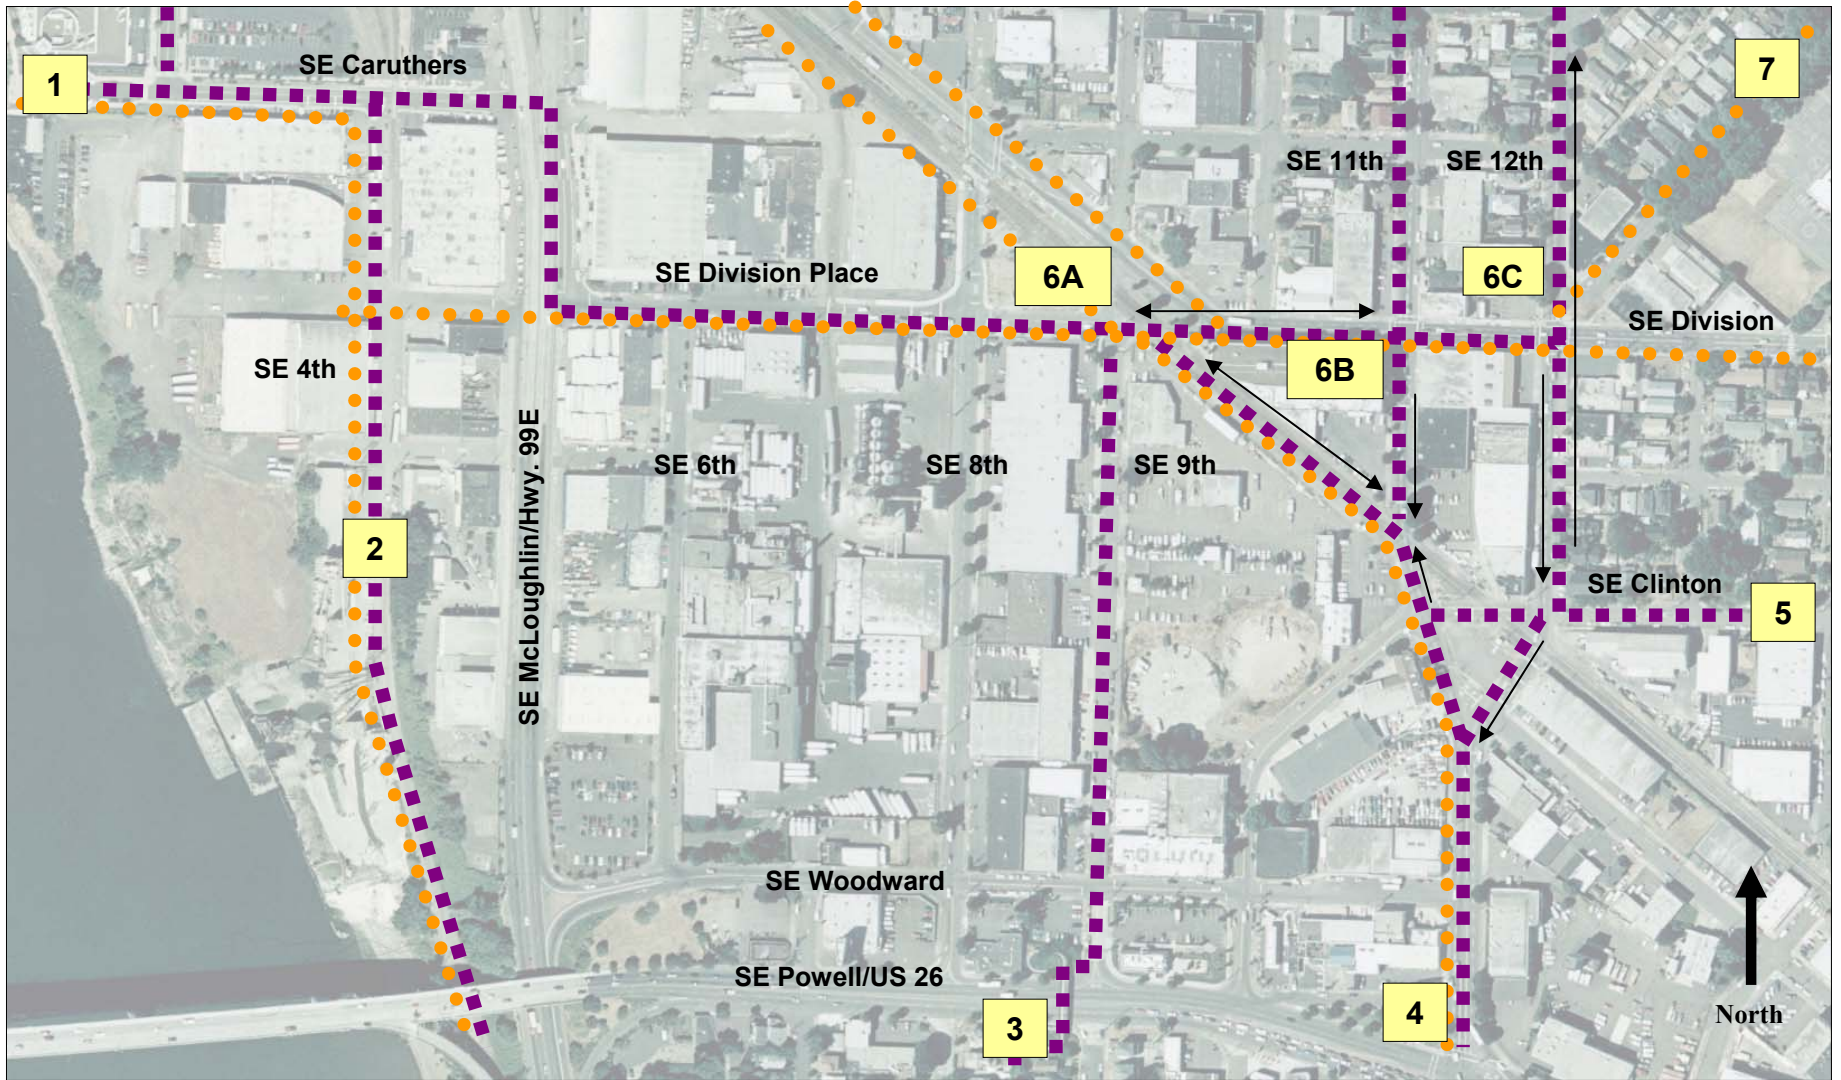 SE Caruthers
1
7
SE 11th
SE 12th
SE Division Place
6A
6C
SE Division
SE 4th
6B
SE McLoughlin/Hwy. 99E
SE 6th
SE 8th
SE 9th
2
SE Clinton
5
SE Woodward
SE Powell/US 26
3
4
North